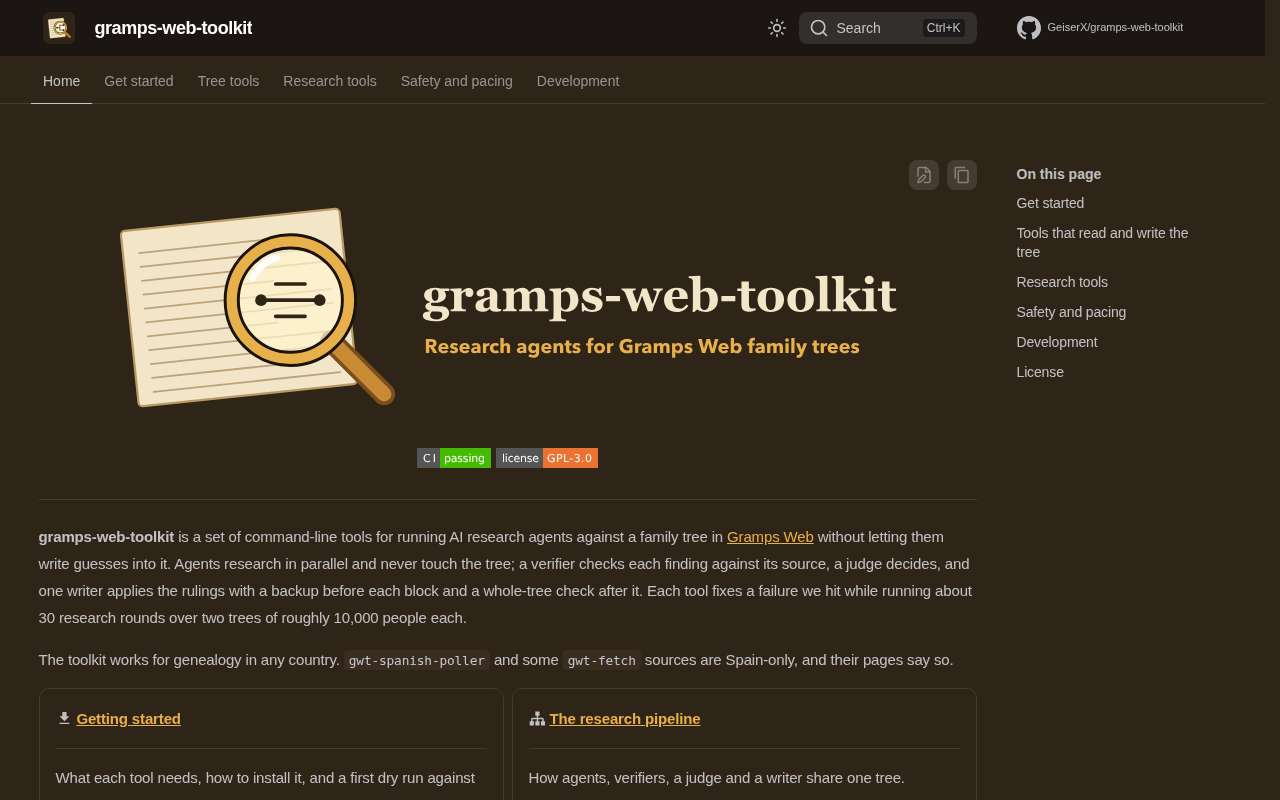 gramps-web-toolkit
Search
Ctrl+K
GeiserX/gramps-web-toolkit
Home
Get started
Tree tools
Research tools
Safety and pacing
Development
On this page
Get started
Tools that read and write the
tree
Research tools
Safety and pacing
Development
License
gramps-web-toolkit
Research agents for Gramps Web family trees
CI passing
license GPL-3.0
gramps-web-toolkit is a set of command-line tools for running AI research agents against a family tree in Gramps Web without letting them
write guesses into it. Agents research in parallel and never touch the tree; a verifier checks each finding against its source, a judge decides, and
one writer applies the rulings with a backup before each block and a whole-tree check after it. Each tool fixes a failure we hit while running about
30 research rounds over two trees of roughly 10,000 people each.
The toolkit works for genealogy in any country. gwt-spanish-poller and some gwt-fetch sources are Spain-only, and their pages say so.
Getting started
What each tool needs, how to install it, and a first dry run against
The research pipeline
How agents, verifiers, a judge and a writer share one tree.